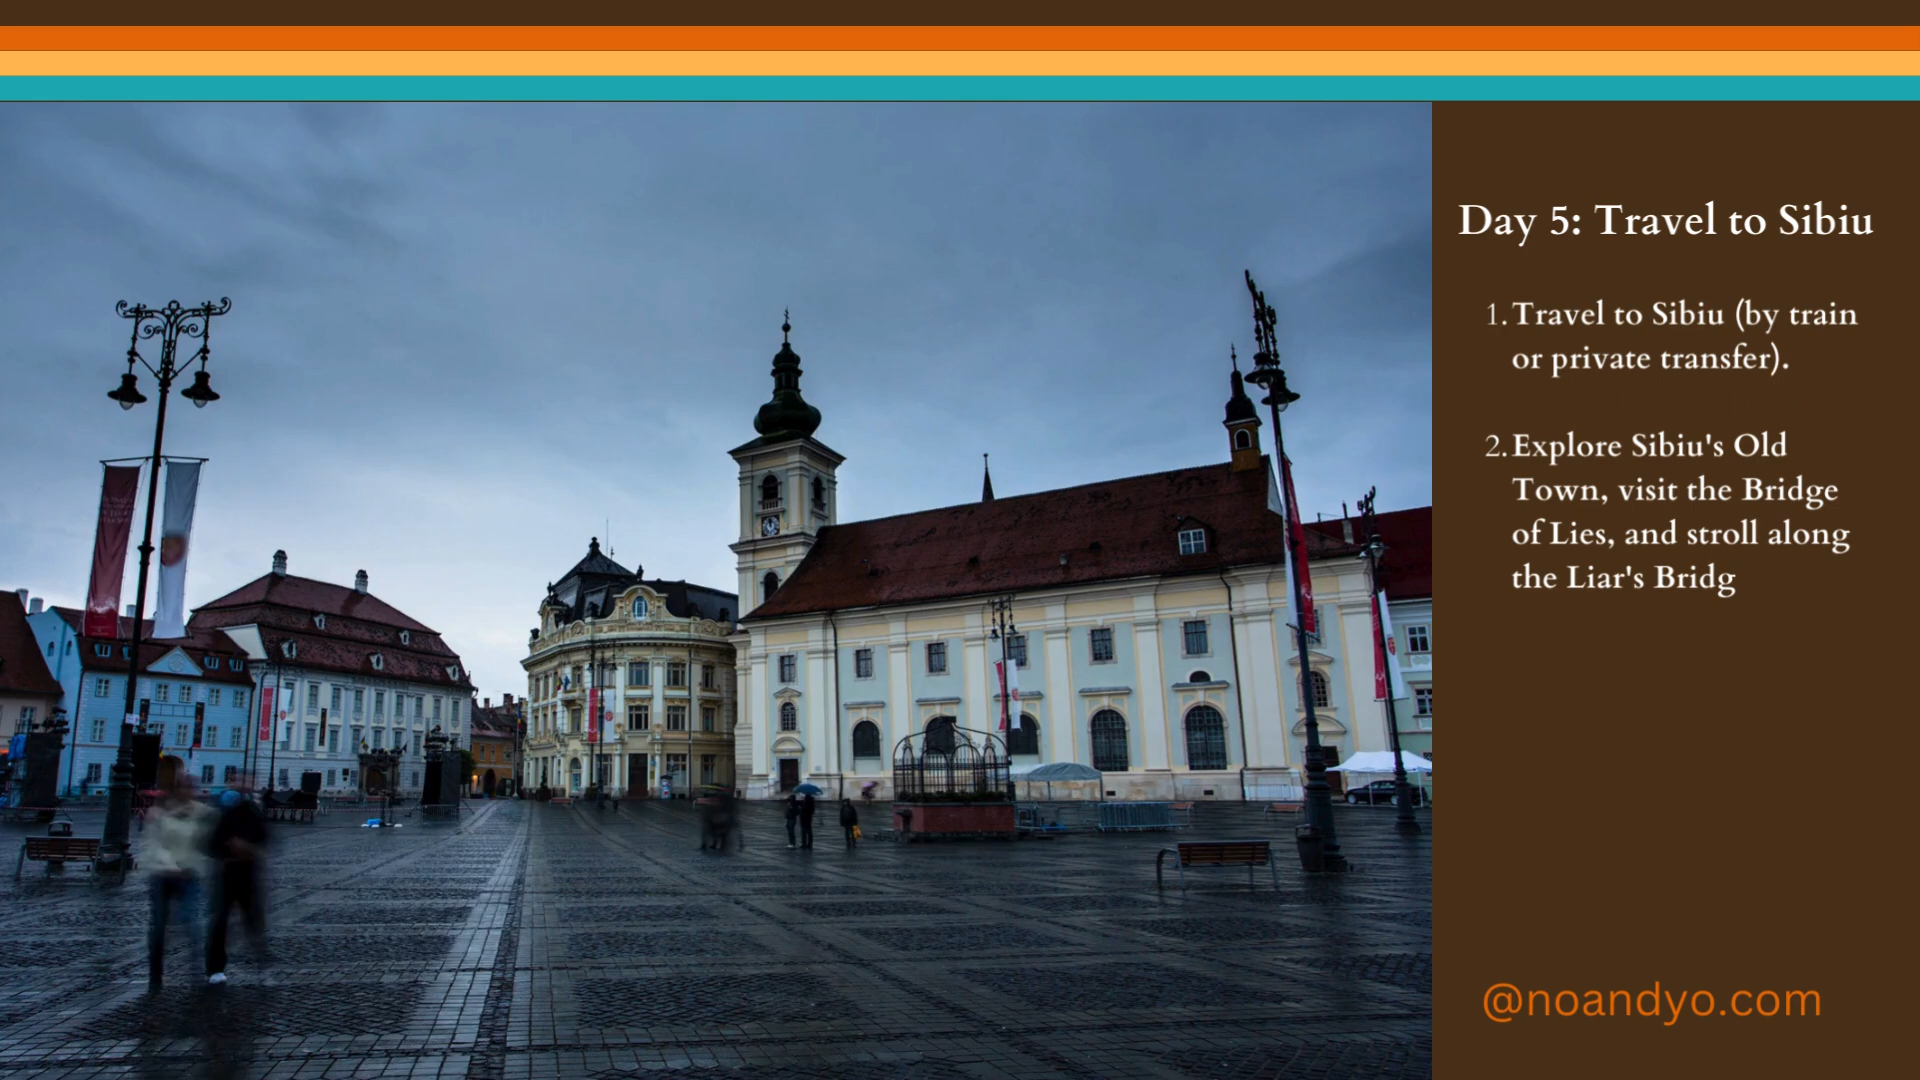 Day 5: Travel to Sibiu
1. Travel to Sibiu (by train
or private transfer).
2. Explore Sibiu's Old
Town, visit the Bridge
of Lies, and stroll along
the Liar's Bridg
@noandyo.com